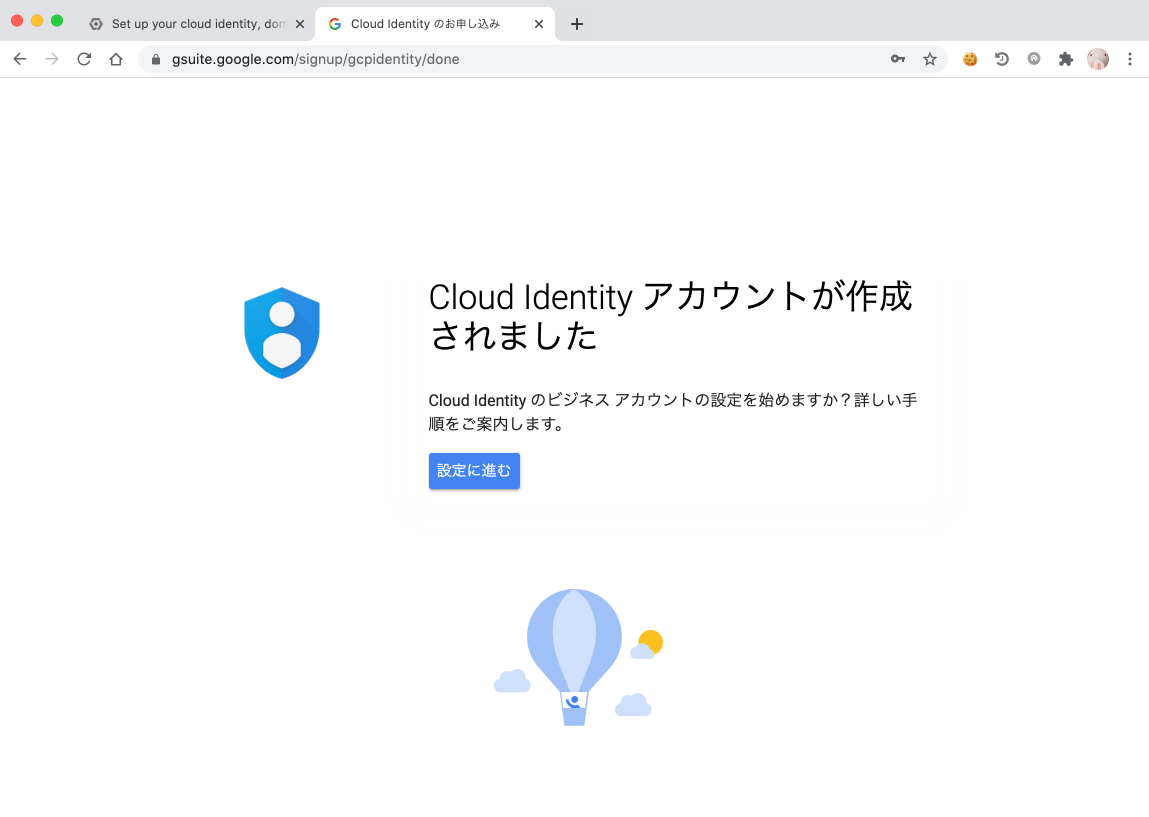 Set up your cloud identity, dom
Cloud Identity のお申し込み
gsuite.google.com/signup/gcpidentity/done
Cloud Identity アカウントが作成
されました
Cloud Identity のビジネス アカウントの設定を始めますか？詳しい手
順をご案内します。
設定に進む